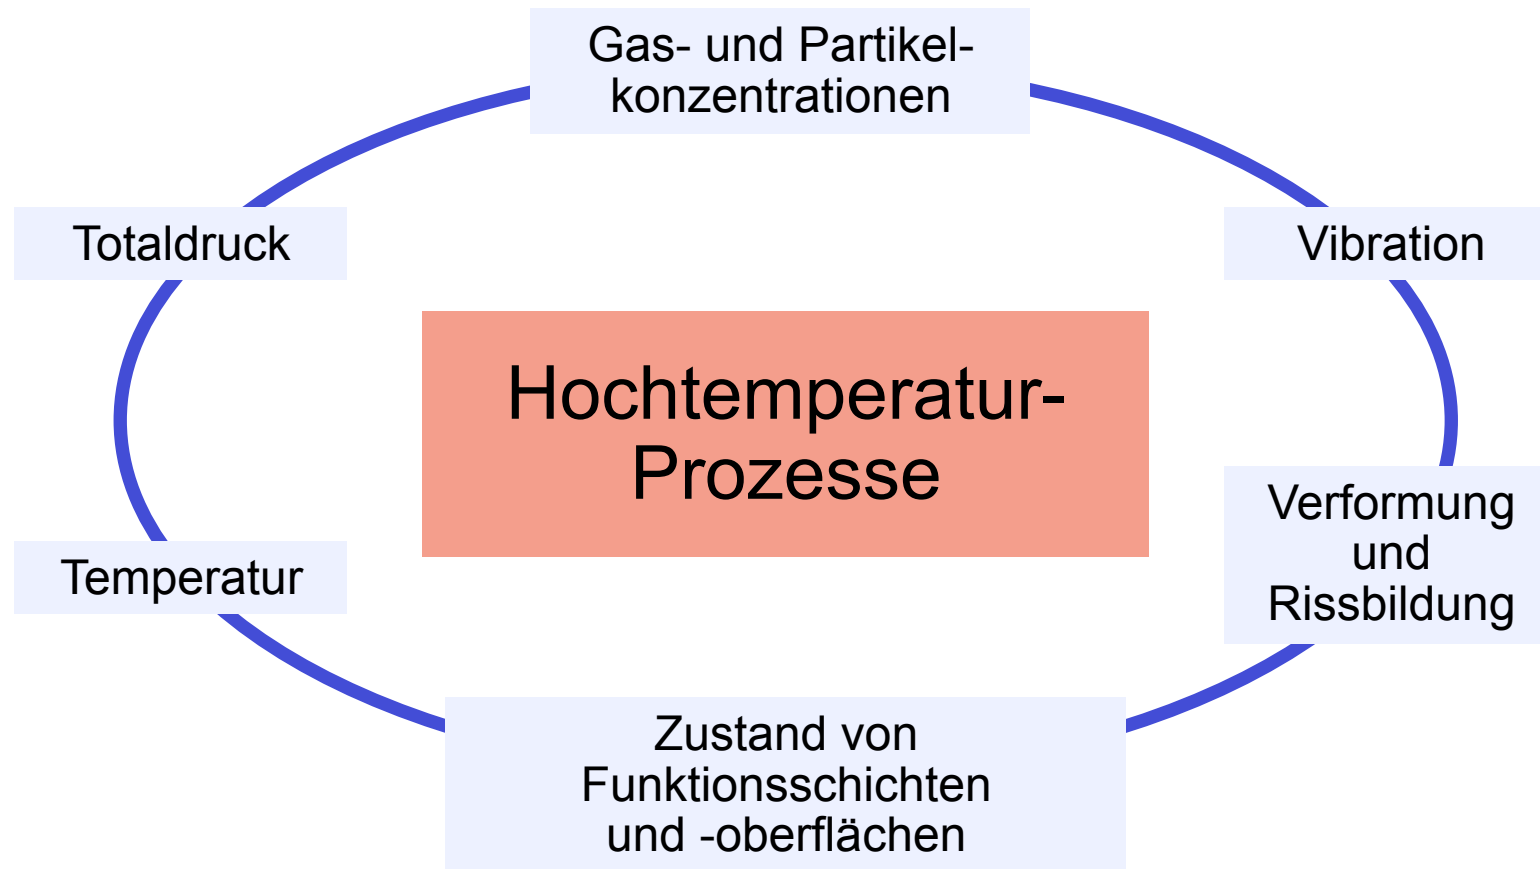 Gas- und Partikel-
konzentrationen
Totaldruck
Vibration
Hochtemperatur-
Prozesse
Verformung
und
Rissbildung
Temperatur
Zustand von
Funktionsschichten
und -oberflächen